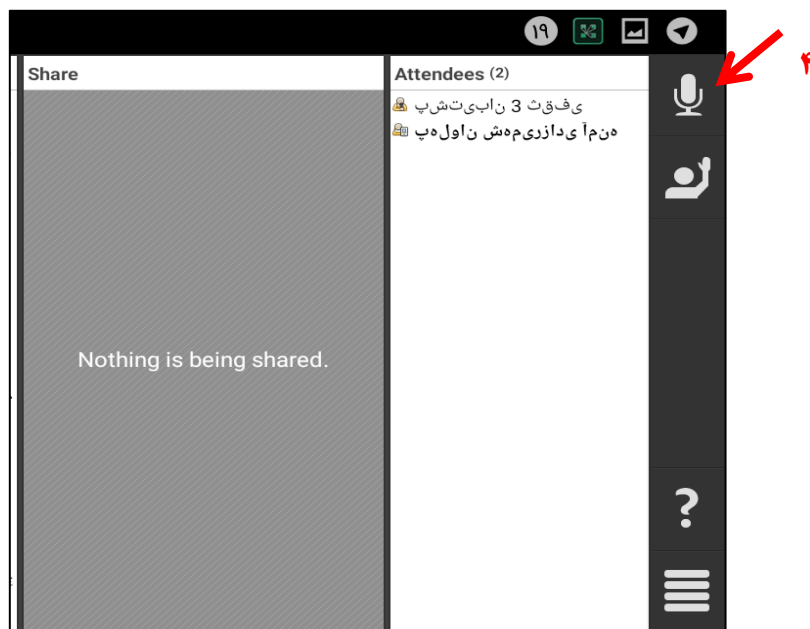 ۱۹
Share
Attendees (2)
یفقث 3 نابیتشپ
هنمآ یدازریمهش ناولهپ
Nothing is being shared.
?